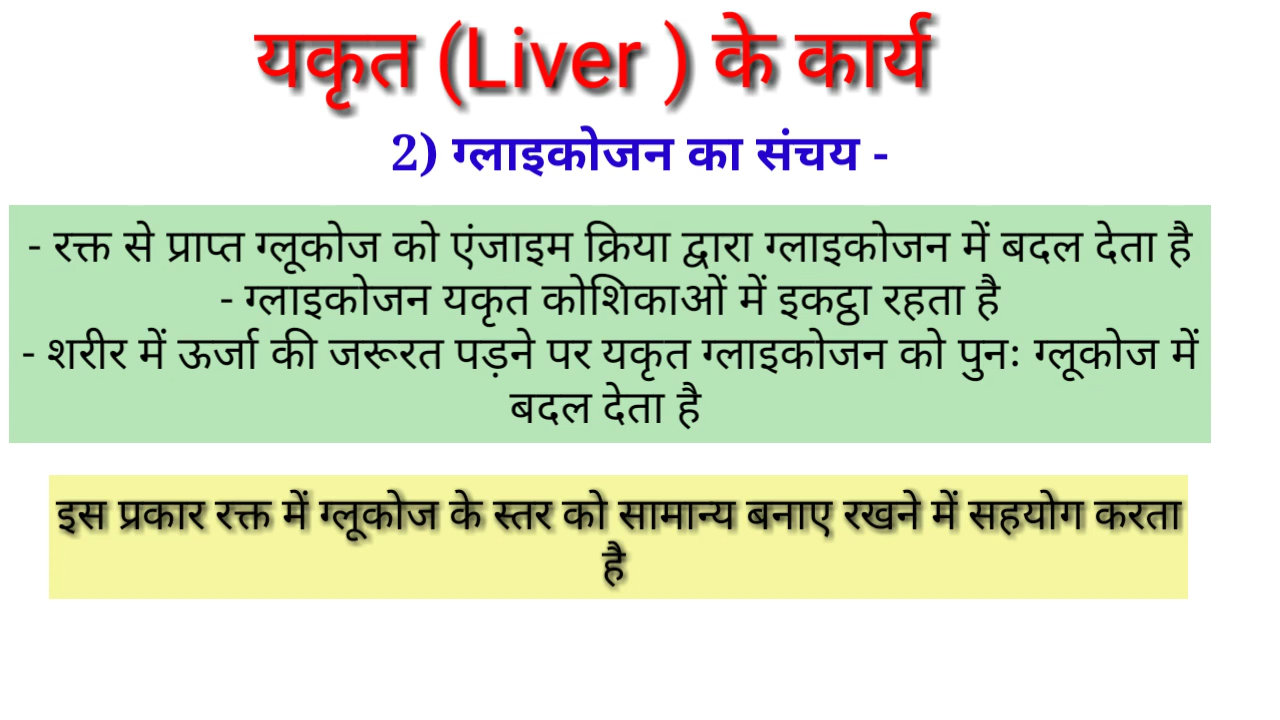 यकृत (Liver ) के कार्य
2) ग्लाइकोजन का संचय -
- रक्त से प्राप्त ग्लूकोज को एंजाइम क्रिया द्वारा ग्लाइकोजन में बदल देता है
- ग्लाइकोजन यकृत कोशिकाओं में इकट्ठा रहता है
- शरीर में ऊर्जा की जरूरत पड़ने पर यकृत ग्लाइकोजन को पुनः ग्लूकोज में
बदल देता है
इस प्रकार रक्त में ग्लूकोज के स्तर को सामान्य बनाए रखने में सहयोग करता
है